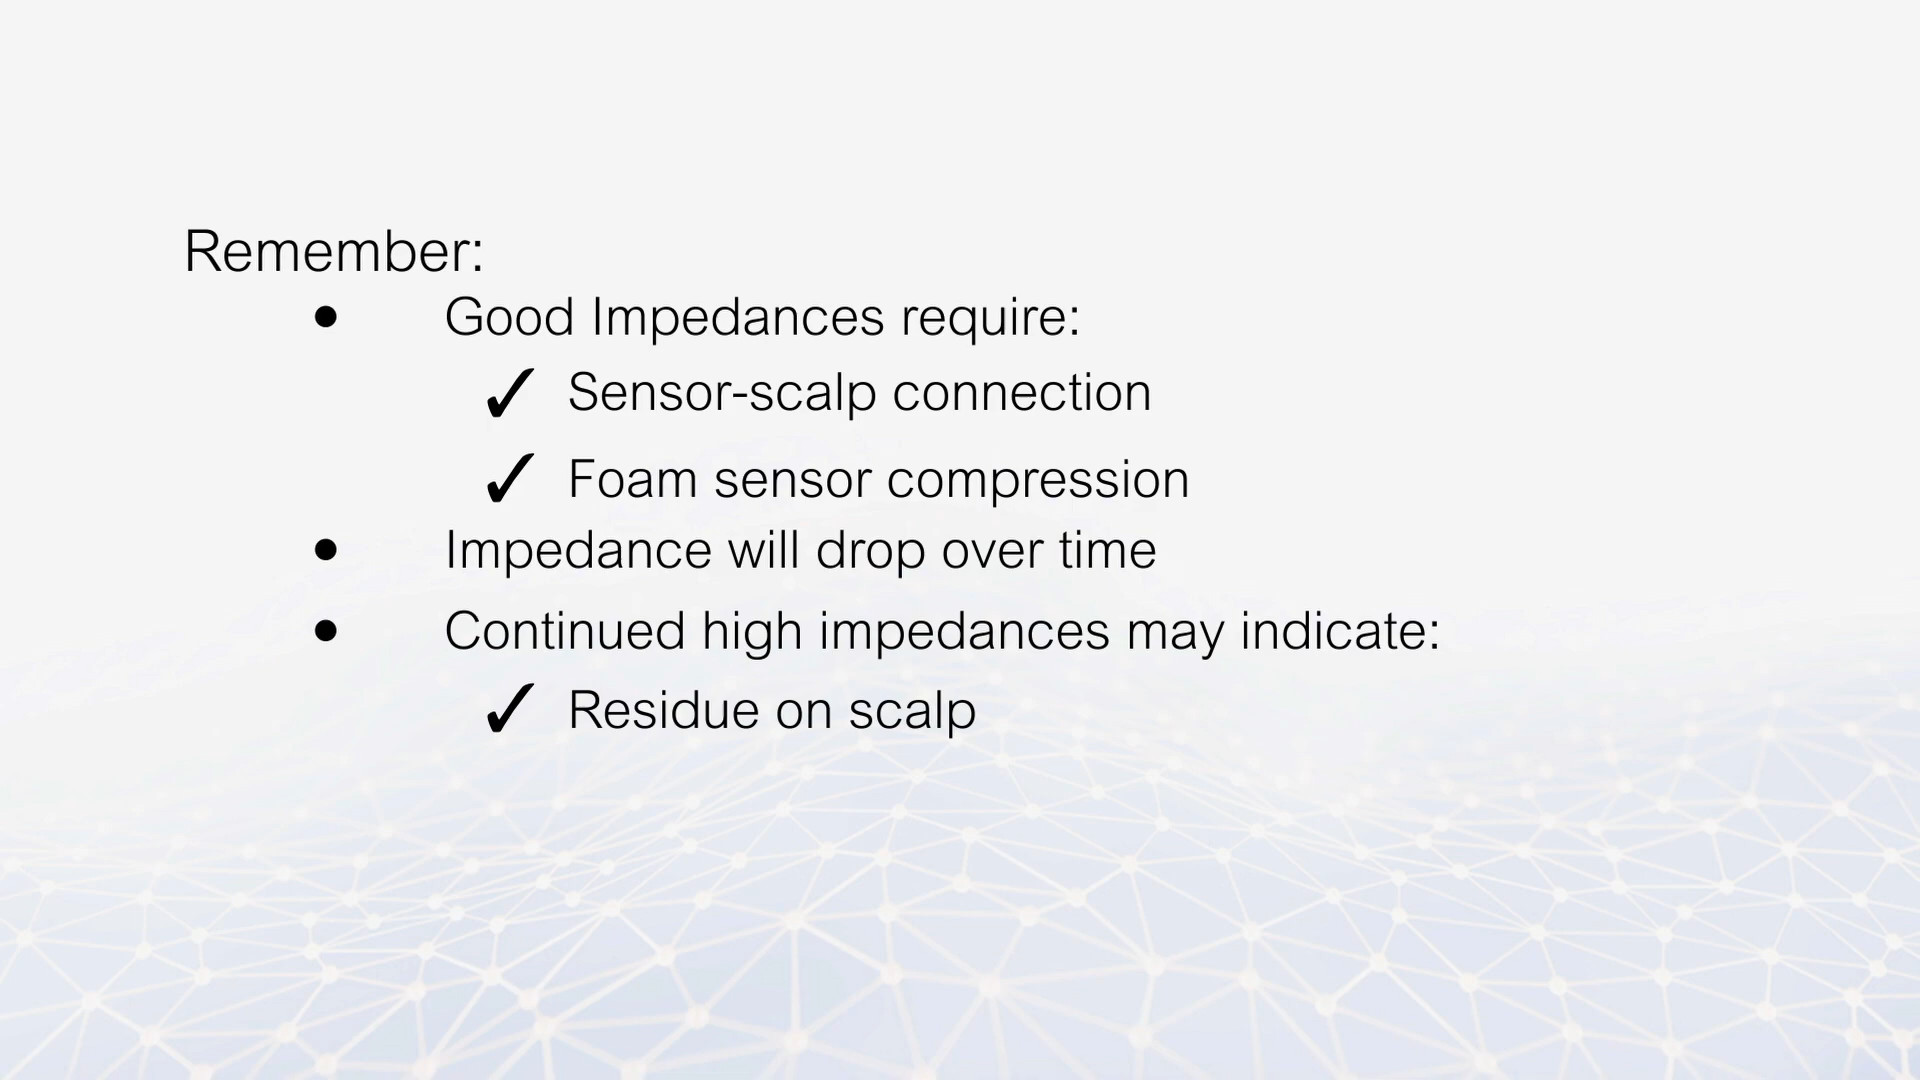 Remember:
● Good Impedances require:
✓ Sensor-scalp connection
✓ Foam sensor compression
● Impedance will drop over time
● Continued high impedances may indicate:
✓ Residue on scalp